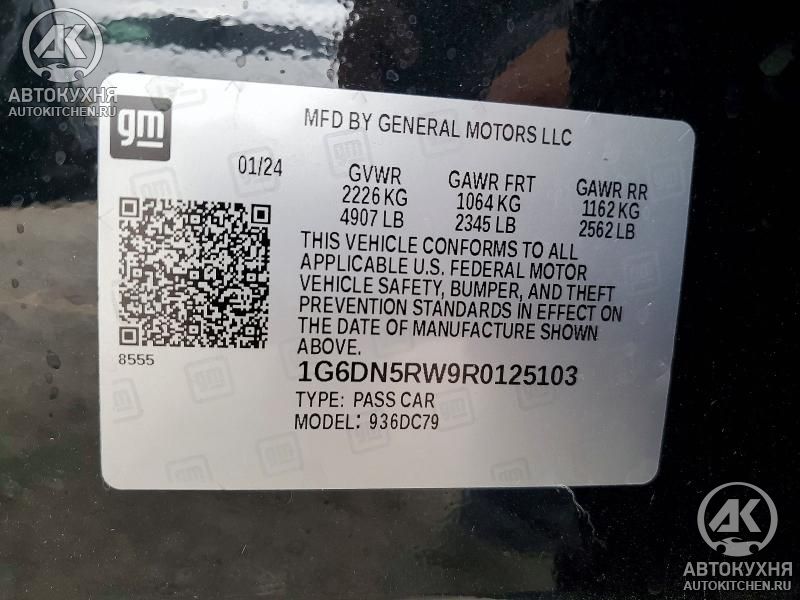 АК
АВТОКУХНЯ
AUTOKITCHEN.RU
gm
MFD BY GENERAL MOTORS LLC
01/24
GVWR GAWR FRT GAWR RR
2226 KG 1064 KG 1162 KG
4907 LB 2345 LB 2562 LB
THIS VEHICLE CONFORMS TO ALL
APPLICABLE U.S. FEDERAL MOTOR
VEHICLE SAFETY, BUMPER, AND THEFT
PREVENTION STANDARDS IN EFFECT ON
THE DATE OF MANUFACTURE SHOWN
ABOVE.
8555
1G6DN5RW9R0125103
TYPE: PASS CAR
MODEL: 936DC79
АК
АВТОКУХНЯ
AUTOKITCHEN.RU